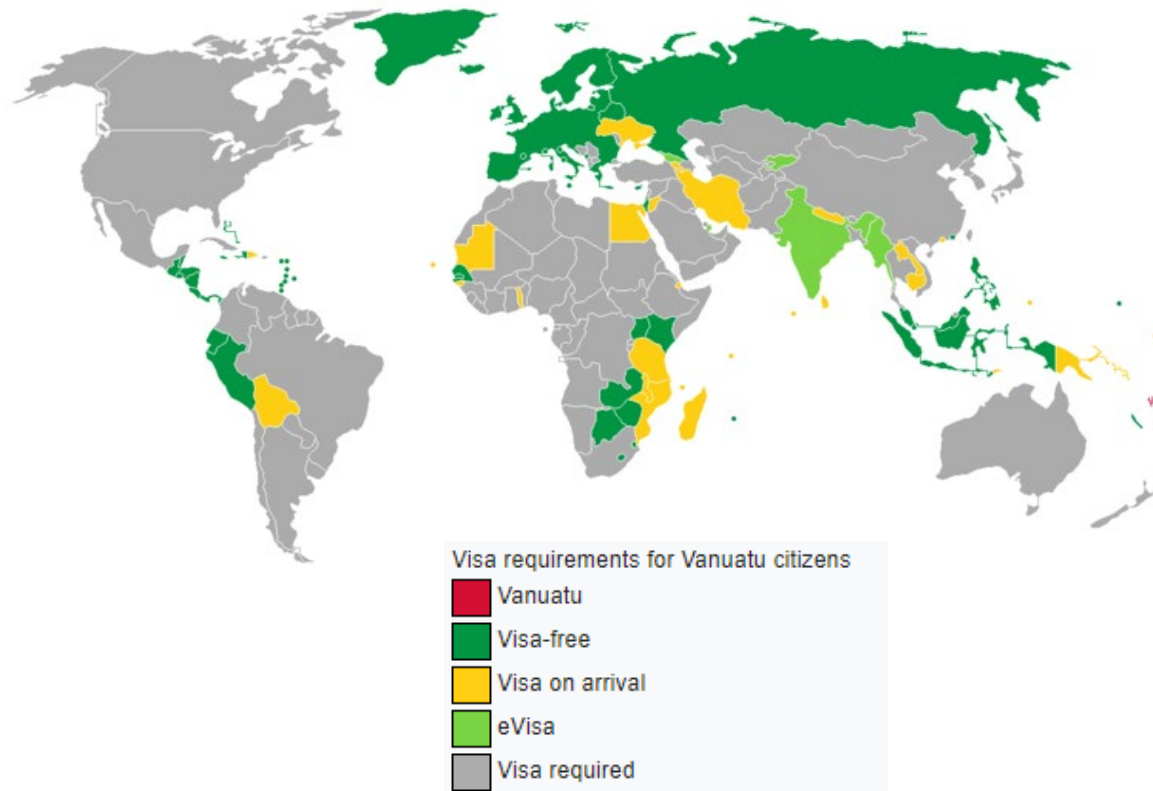 Visa requirements for Vanuatu citizens
Vanuatu
Visa-free
Visa on arrival
eVisa
Visa required